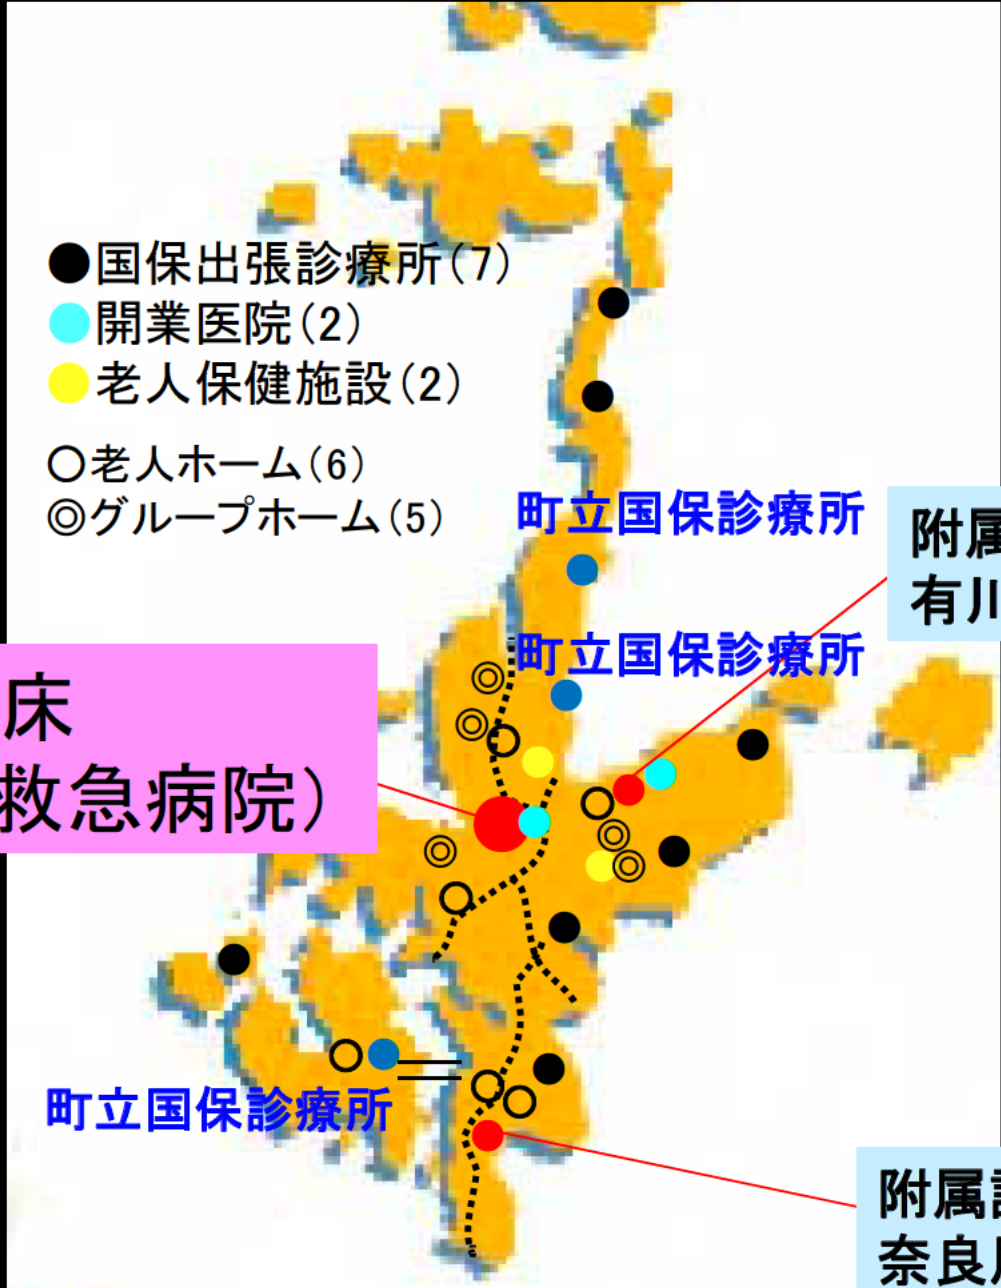 ●国保出張診療所(7)
●開業医院(2)
●老人保健施設(2)
○老人ホーム(6)
◎グループホーム(5)
町立国保診療所
附属
有川
町立国保診療所
床
救急病院)
町立国保診療所
附属
奈良